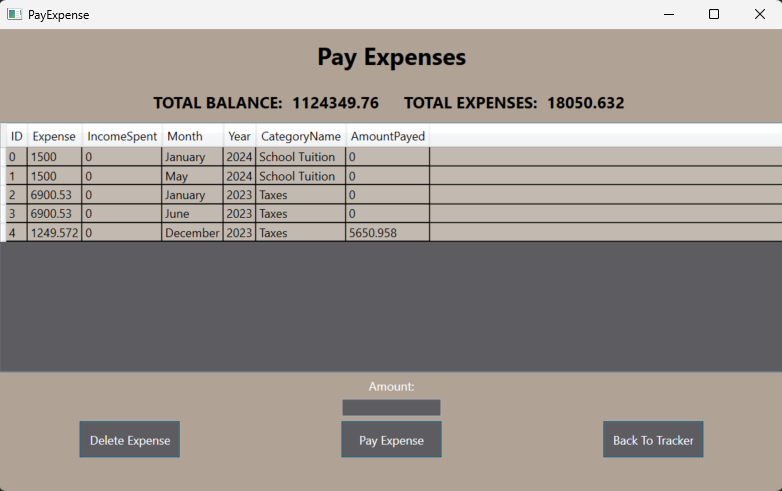 PayExpense
Pay Expenses
TOTAL BALANCE: 1124349.76 TOTAL EXPENSES: 18050.632
ID Expense IncomeSpent Month Year CategoryName AmountPayed
0 1500 0 January 2024 School Tuition 0
1 1500 0 May 2024 School Tuition 0
2 6900.53 0 January 2023 Taxes 0
3 6900.53 0 June 2023 Taxes 0
4 1249.572 0 December 2023 Taxes 5650.958
Amount:
Delete Expense Pay Expense Back To Tracker